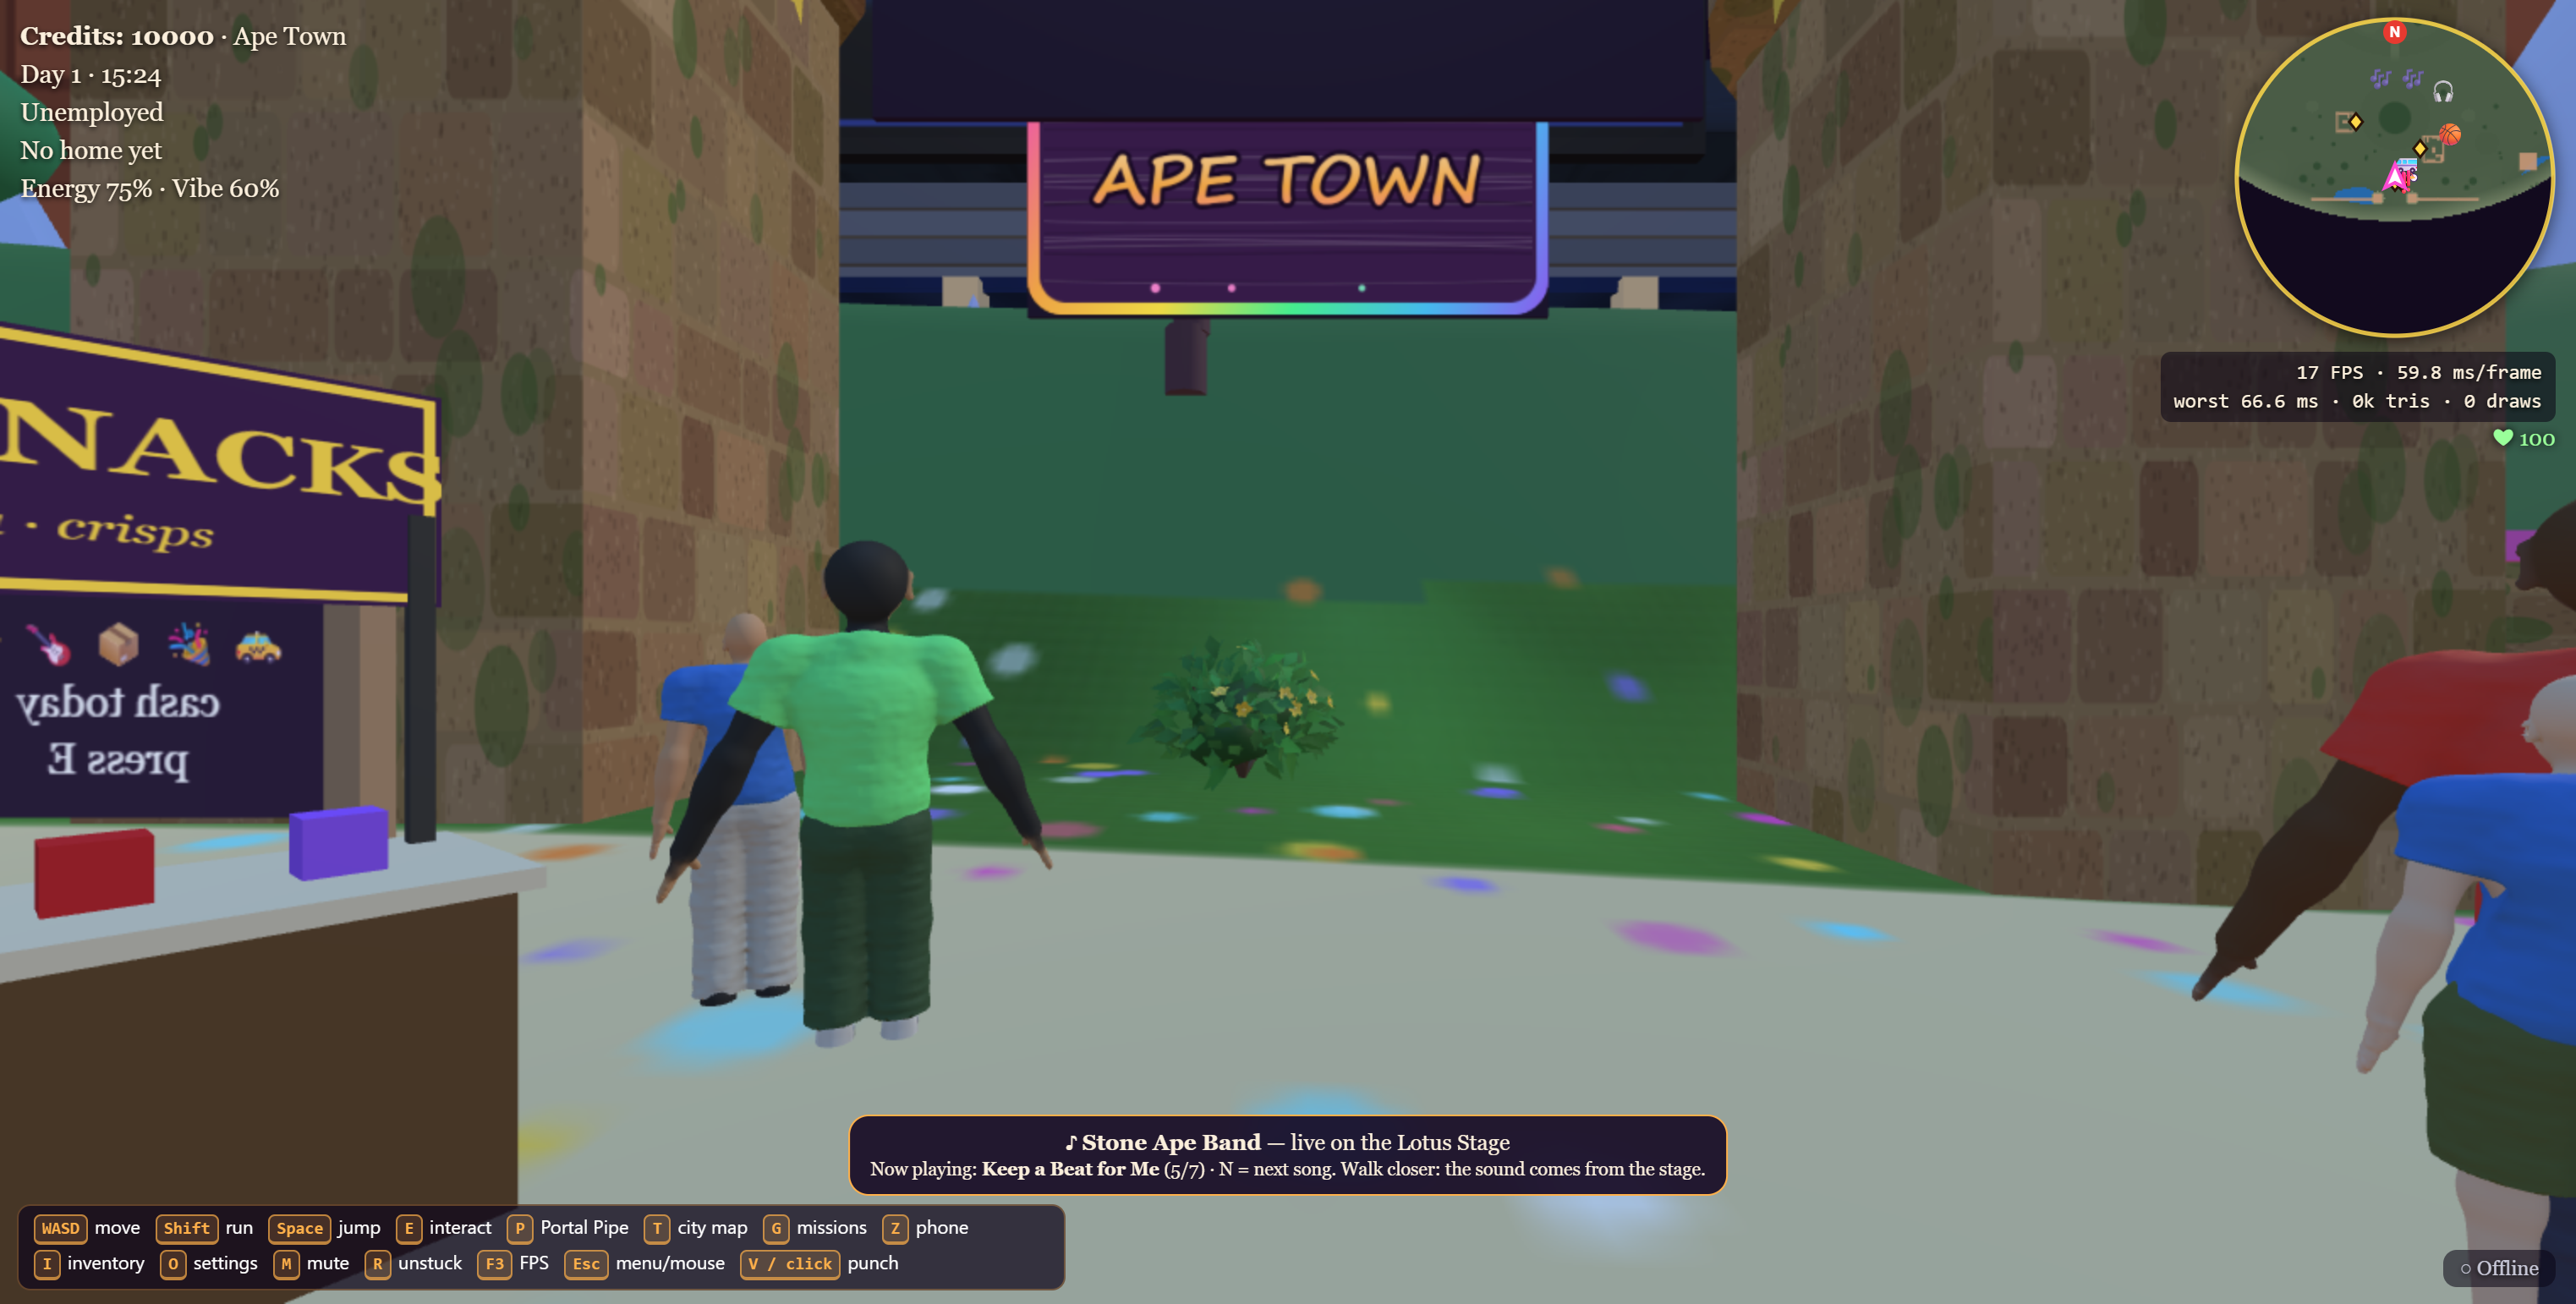 Credits: 10000 · Ape Town
Day 1 · 15:24
Unemployed
No home yet
Energy 75% · Vibe 60%
APE TOWN
N
17 FPS · 59.8 ms/frame
worst 66.6 ms · 0k tris · 0 draws
100
NACKS
· crisps
cash today
press E
♪ Stone Ape Band — live on the Lotus Stage
Now playing: Keep a Beat for Me (5/7) · N = next song. Walk closer: the sound comes from the stage.
WASD move Shift run Space jump E interact P Portal Pipe T city map G missions Z phone
I inventory O settings M mute R unstuck F3 FPS Esc menu/mouse V / click punch
○ Offline